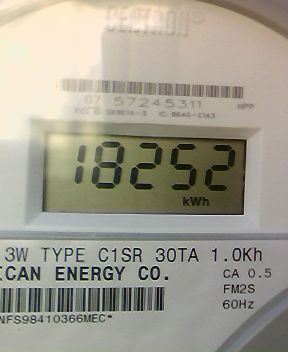 CENTRON®
07 57245311 HPP
18252
kWh
3W TYPE C1SR 30TA 1.0Kh
ICAN ENERGY CO. CA 0.5
FM2S
NFS98410366MEC* 60Hz